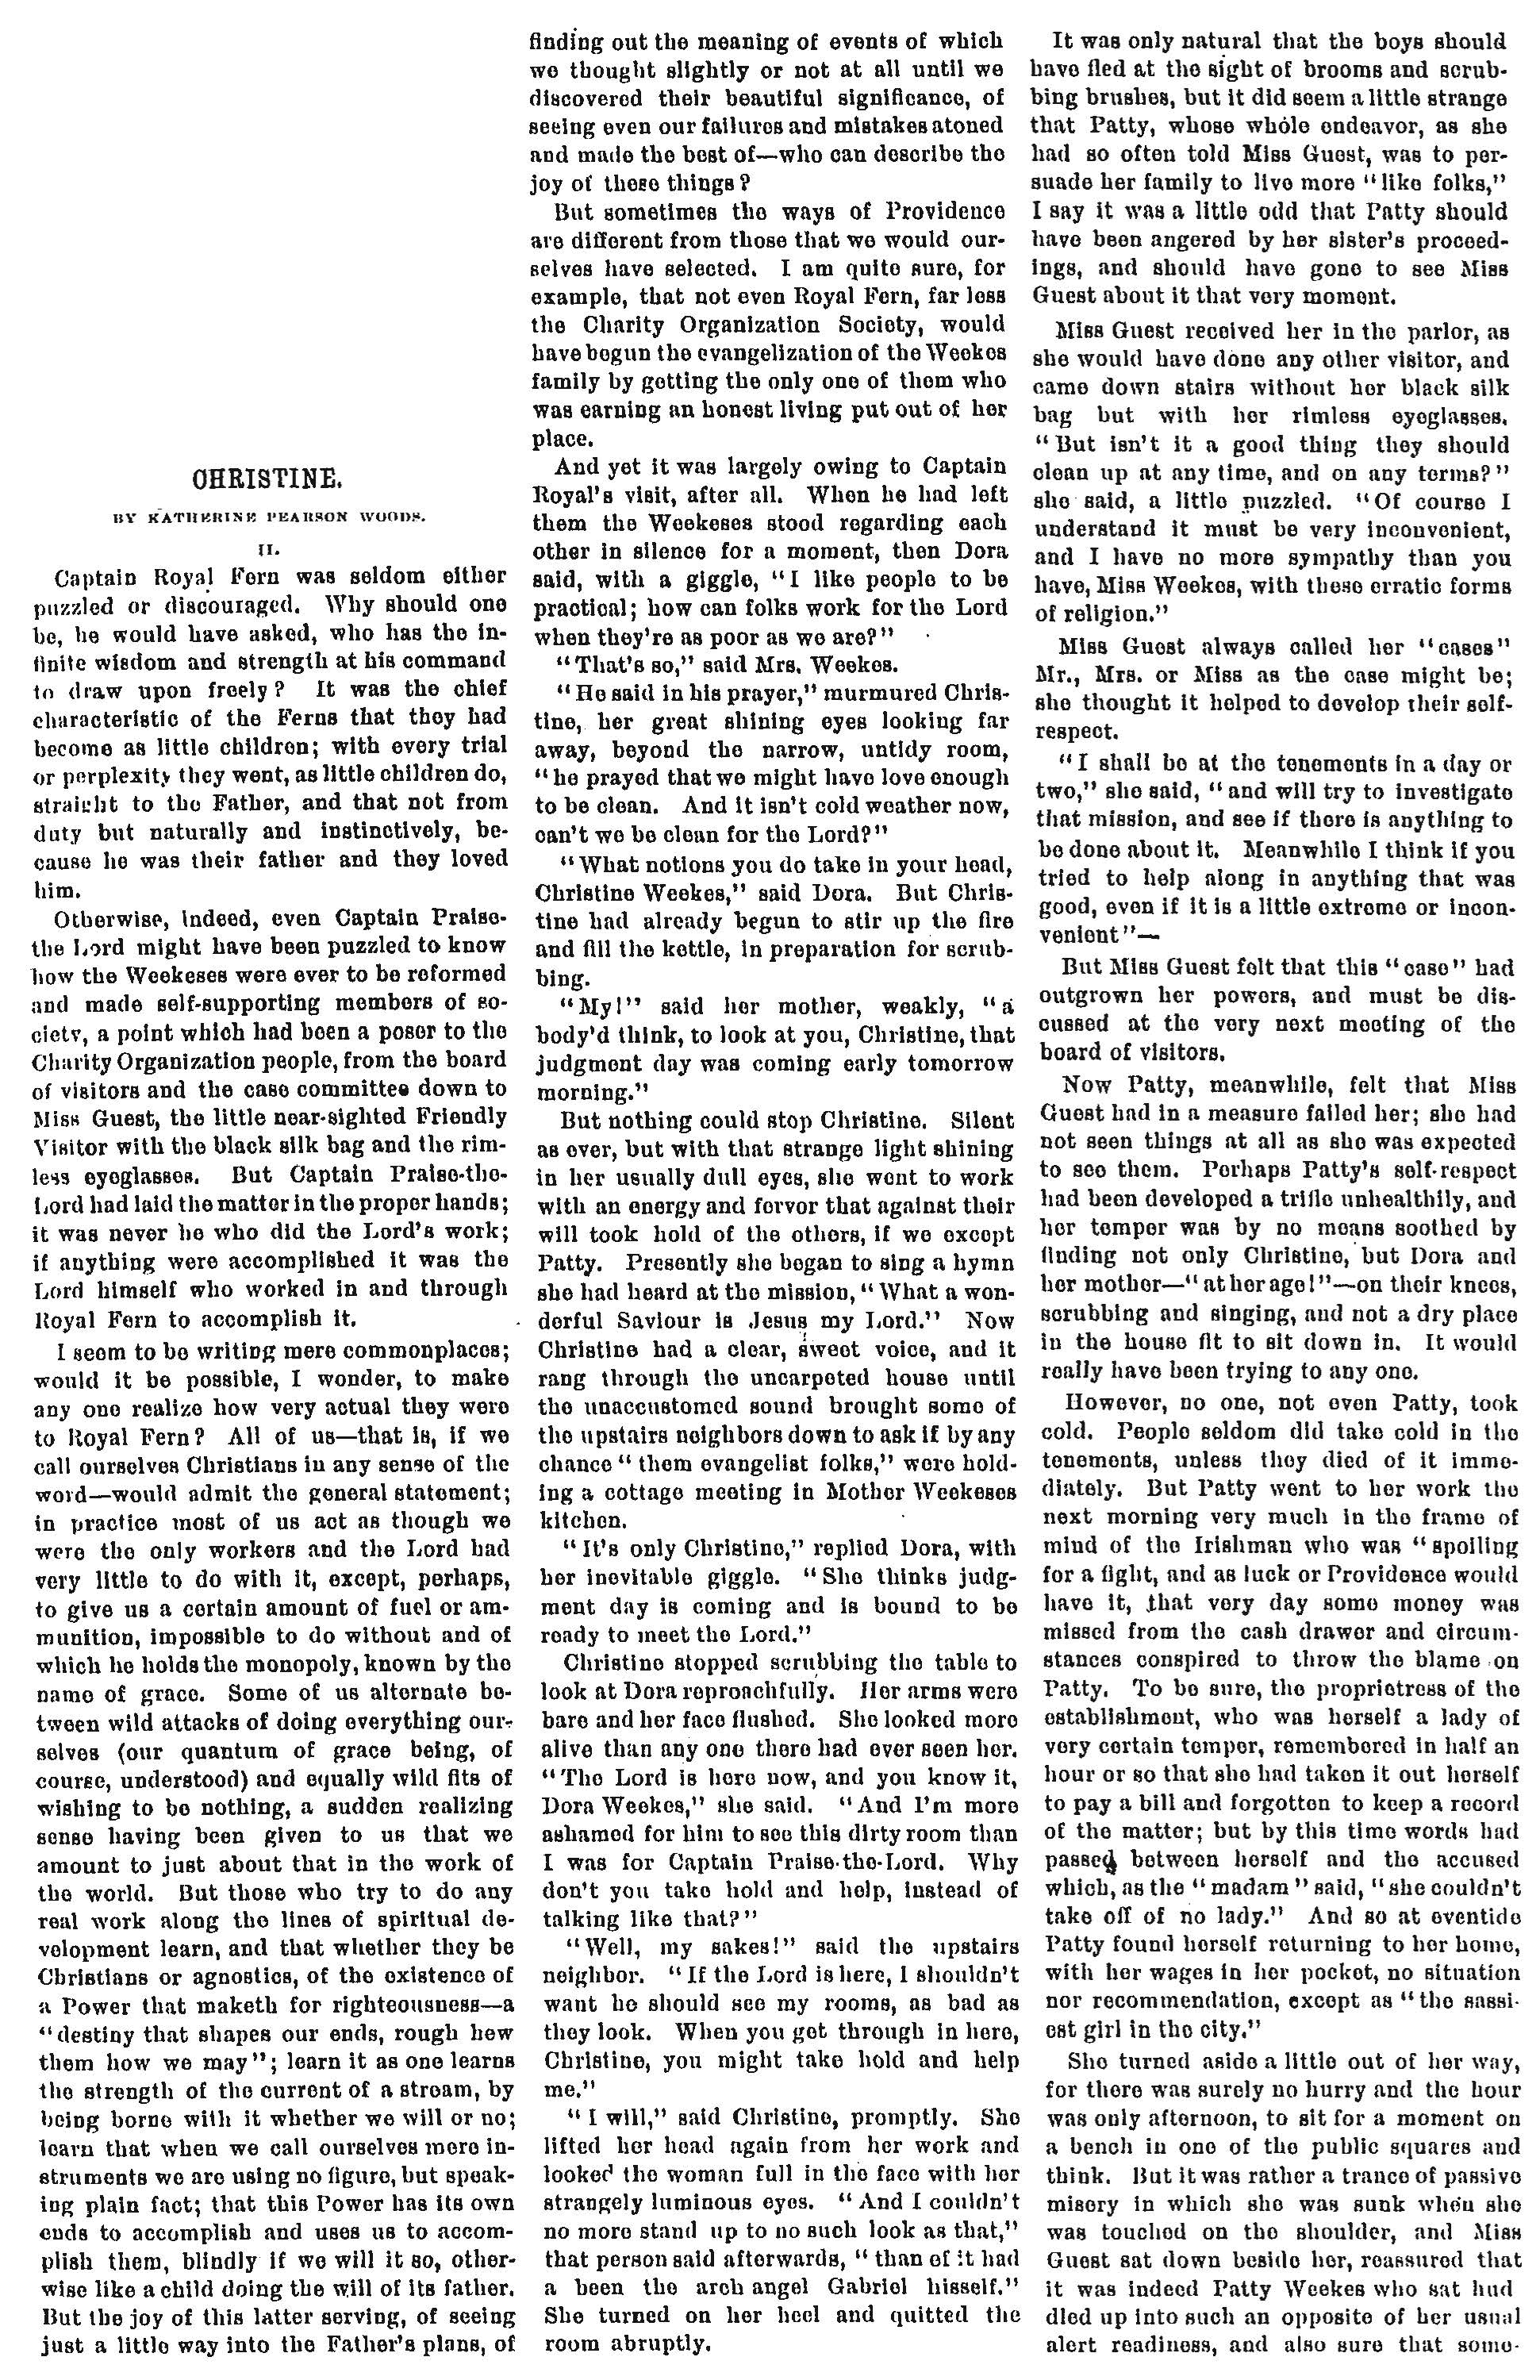 CHRISTINE.
BY KATHERINE PEARSON WOODS.
II.
Captain Royal Fern was seldom either
puzzled or discouraged. Why should one
be, he would have asked, who has the in-
finite wisdom and strength at his command
to draw upon freely? It was the chief
characteristic of the Ferns that they had
become as little children; with every trial
or perplexity they went, as little children do,
straight to the Father, and that not from
duty but naturally and instinctively, be-
cause he was their father and they loved
him.
Otherwise, indeed, even Captain Praise-
the Lord might have been puzzled to know
how the Weekeses were ever to be reformed
and made self-supporting members of so-
ciety, a point which had been a poser to the
Charity Organization people, from the board
of visitors and the case committee down to
Miss Guest, the little near-sighted Friendly
Visitor with the black silk bag and the rim-
less eyeglasses. But Captain Praise-the-
Lord had laid the matter in the proper hands;
it was never he who did the Lord's work;
if anything were accomplished it was the
Lord himself who worked in and through
Royal Fern to accomplish it.
I seem to be writing mere commonplaces;
would it be possible, I wonder, to make
any one realize how very actual they were
to Royal Fern? All of us—that is, if we
call ourselves Christians in any sense of the
word—would admit the general statement;
in practice most of us act as though we
were the only workers and the Lord had
very little to do with it, except, perhaps,
to give us a certain amount of fuel or am-
munition, impossible to do without and of
which he holds the monopoly, known by the
name of grace. Some of us alternate be-
tween wild attacks of doing everything our-
selves (our quantum of grace being, of
course, understood) and equally wild fits of
wishing to be nothing, a sudden realizing
sense having been given to us that we
amount to just about that in the work of
the world. But those who try to do any
real work along the lines of spiritual de-
velopment learn, and that whether they be
Christians or agnostics, of the existence of
a Power that maketh for righteousness—a
"destiny that shapes our ends, rough hew
them how we may"; learn it as one learns
the strength of the current of a stream, by
being borne with it whether we will or no;
learn that when we call ourselves mere in-
struments we are using no figure, but speak-
ing plain fact; that this Power has its own
ends to accomplish and uses us to accom-
plish them, blindly if we will it so, other-
wise like a child doing the will of its father.
But the joy of this latter serving, of seeing
just a little way into the Father's plans, of
finding out the meaning of events of which
we thought slightly or not at all until we
discovered their beautiful significance, of
seeing even our failures and mistakes atoned
and made the best of—who can describe the
joy of these things?
But sometimes the ways of Providence
are different from those that we would our-
selves have selected. I am quite sure, for
example, that not even Royal Fern, far less
the Charity Organization Society, would
have begun the evangelization of the Weekes
family by getting the only one of them who
was earning an honest living put out of her
place.
And yet it was largely owing to Captain
Royal's visit, after all. When he had left
them the Weekeses stood regarding each
other in silence for a moment, then Dora
said, with a giggle, "I like people to be
practical; how can folks work for the Lord
when they're as poor as we are?"
"That's so," said Mrs. Weekes.
"He said in his prayer," murmured Chris-
tine, her great shining eyes looking far
away, beyond the narrow, untidy room,
"he prayed that we might have love enough
to be clean. And it isn't cold weather now,
can't we be clean for the Lord?"
"What notions you do take in your head,
Christine Weekes," said Dora. But Chris-
tine had already begun to stir up the fire
and fill the kettle, in preparation for scrub-
bing.
"My!" said her mother, weakly, "a
body'd think, to look at you, Christine, that
judgment day was coming early tomorrow
morning."
But nothing could stop Christine. Silent
as ever, but with that strange light shining
in her usually dull eyes, she went to work
with an energy and fervor that against their
will took hold of the others, if we except
Patty. Presently she began to sing a hymn
she had heard at the mission, "What a won-
derful Saviour is Jesus my Lord." Now
Christine had a clear, sweet voice, and it
rang through the uncarpeted house until
the unaccustomed sound brought some of
the upstairs neighbors down to ask if by any
chance "them evangelist folks," were hold-
ing a cottage meeting in Mother Weekeses
kitchen.
"It's only Christine," replied Dora, with
her inevitable giggle. "She thinks judg-
ment day is coming and is bound to be
ready to meet the Lord."
Christine stopped scrubbing the table to
look at Dora reproachfully. Her arms were
bare and her face flushed. She looked more
alive than any one there had ever seen her.
"The Lord is here now, and you know it,
Dora Weekes," she said. "And I'm more
ashamed for him to see this dirty room than
I was for Captain Praise-the-Lord. Why
don't you take hold and help, instead of
talking like that?"
"Well, my sakes!" said the upstairs
neighbor. "If the Lord is here, I shouldn't
want he should see my rooms, as bad as
they look. When you get through in here,
Christine, you might take hold and help
me."
"I will," said Christine, promptly. She
lifted her head again from her work and
looked the woman full in the face with her
strangely luminous eyes. "And I couldn't
no more stand up to no such look as that,"
that person said afterwards, "than ef it had
a been the arch angel Gabriel hisself."
She turned on her heel and quitted the
room abruptly.
It was only natural that the boys should
have fled at the sight of brooms and scrub-
bing brushes, but it did seem a little strange
that Patty, whose whole endeavor, as she
had so often told Miss Guest, was to per-
suade her family to live more "like folks,"
I say it was a little odd that Patty should
have been angered by her sister's proceed-
ings, and should have gone to see Miss
Guest about it that very moment.
Miss Guest received her in the parlor, as
she would have done any other visitor, and
came down stairs without her black silk
bag but with her rimless eyeglasses.
"But isn't it a good thing they should
clean up at any time, and on any terms?"
she said, a little puzzled. "Of course I
understand it must be very inconvenient,
and I have no more sympathy than you
have, Miss Weekes, with these erratic forms
of religion."
Miss Guest always called her "cases"
Mr., Mrs. or Miss as the case might be;
she thought it helped to develop their self-
respect.
"I shall be at the tenements in a day or
two," she said, "and will try to investigate
that mission, and see if there is anything to
be done about it. Meanwhile I think if you
tried to help along in anything that was
good, even if it is a little extreme or incon-
venient"—
But Miss Guest felt that this "case" had
outgrown her powers, and must be dis-
cussed at the very next meeting of the
board of visitors.
Now Patty, meanwhile, felt that Miss
Guest had in a measure failed her; she had
not seen things at all as she was expected
to see them. Perhaps Patty's self-respect
had been developed a trifle unhealthily, and
her temper was by no means soothed by
finding not only Christine, but Dora and
her mother—"at her age!"—on their knees,
scrubbing and singing, and not a dry place
in the house fit to sit down in. It would
really have been trying to any one.
However, no one, not even Patty, took
cold. People seldom did take cold in the
tenements, unless they died of it imme-
diately. But Patty went to her work the
next morning very much in the frame of
mind of the Irishman who was "spoiling
for a fight, and as luck or Providence would
have it, that very day some money was
missed from the cash drawer and circum-
stances conspired to throw the blame on
Patty. To be sure, the proprietress of the
establishment, who was herself a lady of
very certain temper, remembered in half an
hour or so that she had taken it out herself
to pay a bill and forgotten to keep a record
of the matter; but by this time words had
passed between herself and the accused
which, as the "madam" said, "she couldn't
take off of no lady." And so at eventide
Patty found herself returning to her home,
with her wages in her pocket, no situation
nor recommendation, except as "the sassi-
est girl in the city."
She turned aside a little out of her way,
for there was surely no hurry and the hour
was only afternoon, to sit for a moment on
a bench in one of the public squares and
think. But it was rather a trance of passive
misery in which she was sunk when she
was touched on the shoulder, and Miss
Guest sat down beside her, reassured that
it was indeed Patty Weekes who sat hud
dled up into such an opposite of her usual
alert readiness, and also sure that some-